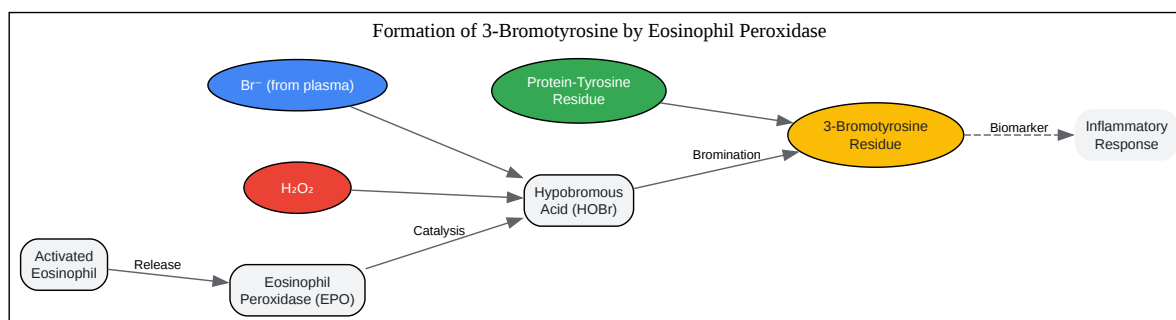 Formation of 3-Bromotyrosine by Eosinophil Peroxidase
Br⁻ (from plasma)
Protein-Tyrosine
Residue
3-Bromotyrosine
Residue
Biomarker
Inflammatory
Response
Bromination
H₂O₂
Hypobromous
Acid (HOBr)
Catalysis
Activated
Eosinophil
Release
Eosinophil
Peroxidase (EPO)